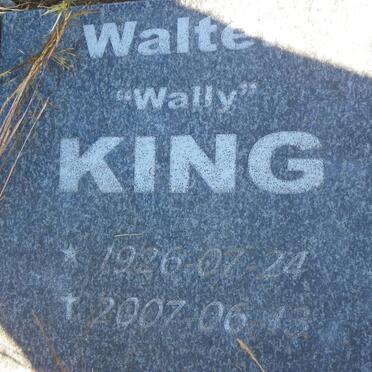 Walte
"Wally"
KING
* 1926-07-24
† 2007-06-13